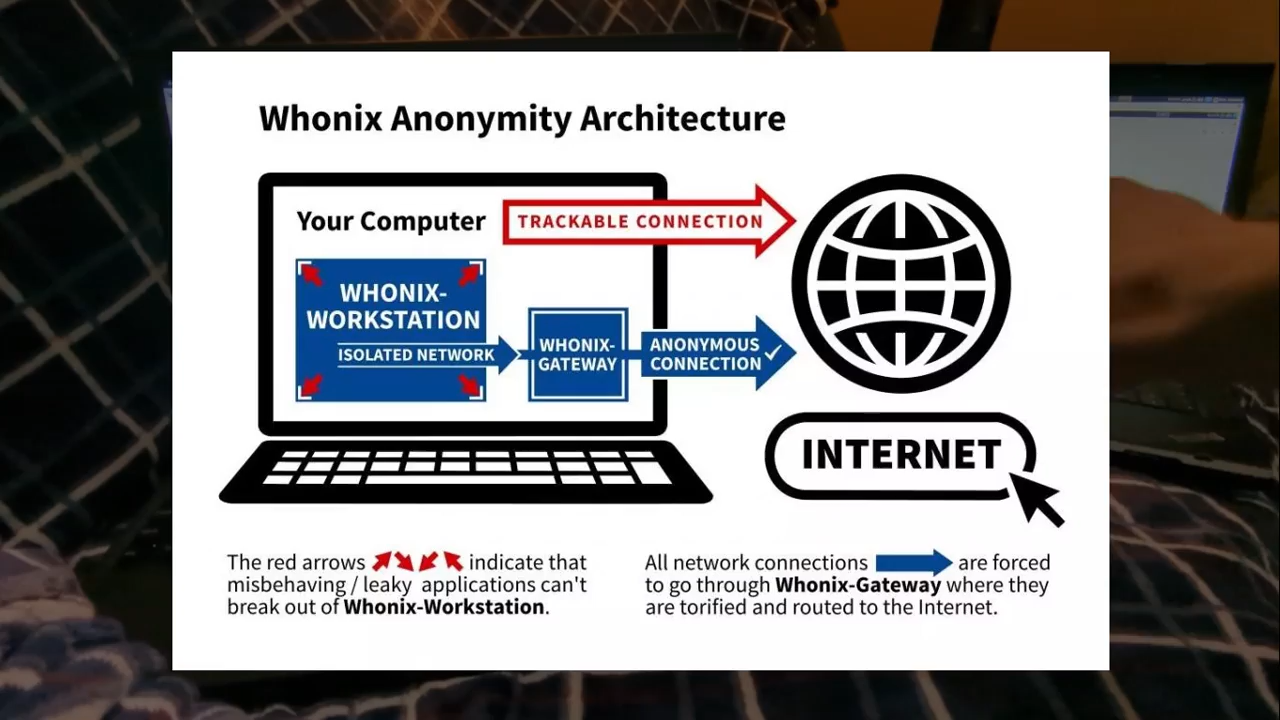 Whonix Anonymity Architecture
Your Computer
TRACKABLE CONNECTION
WHONIX-
WORKSTATION
ISOLATED NETWORK
WHONIX-
GATEWAY
ANONYMOUS
CONNECTION
INTERNET
The red arrows indicate that
misbehaving / leaky applications can't
break out of Whonix-Workstation.
All network connections are forced
to go through Whonix-Gateway where they
are torified and routed to the Internet.